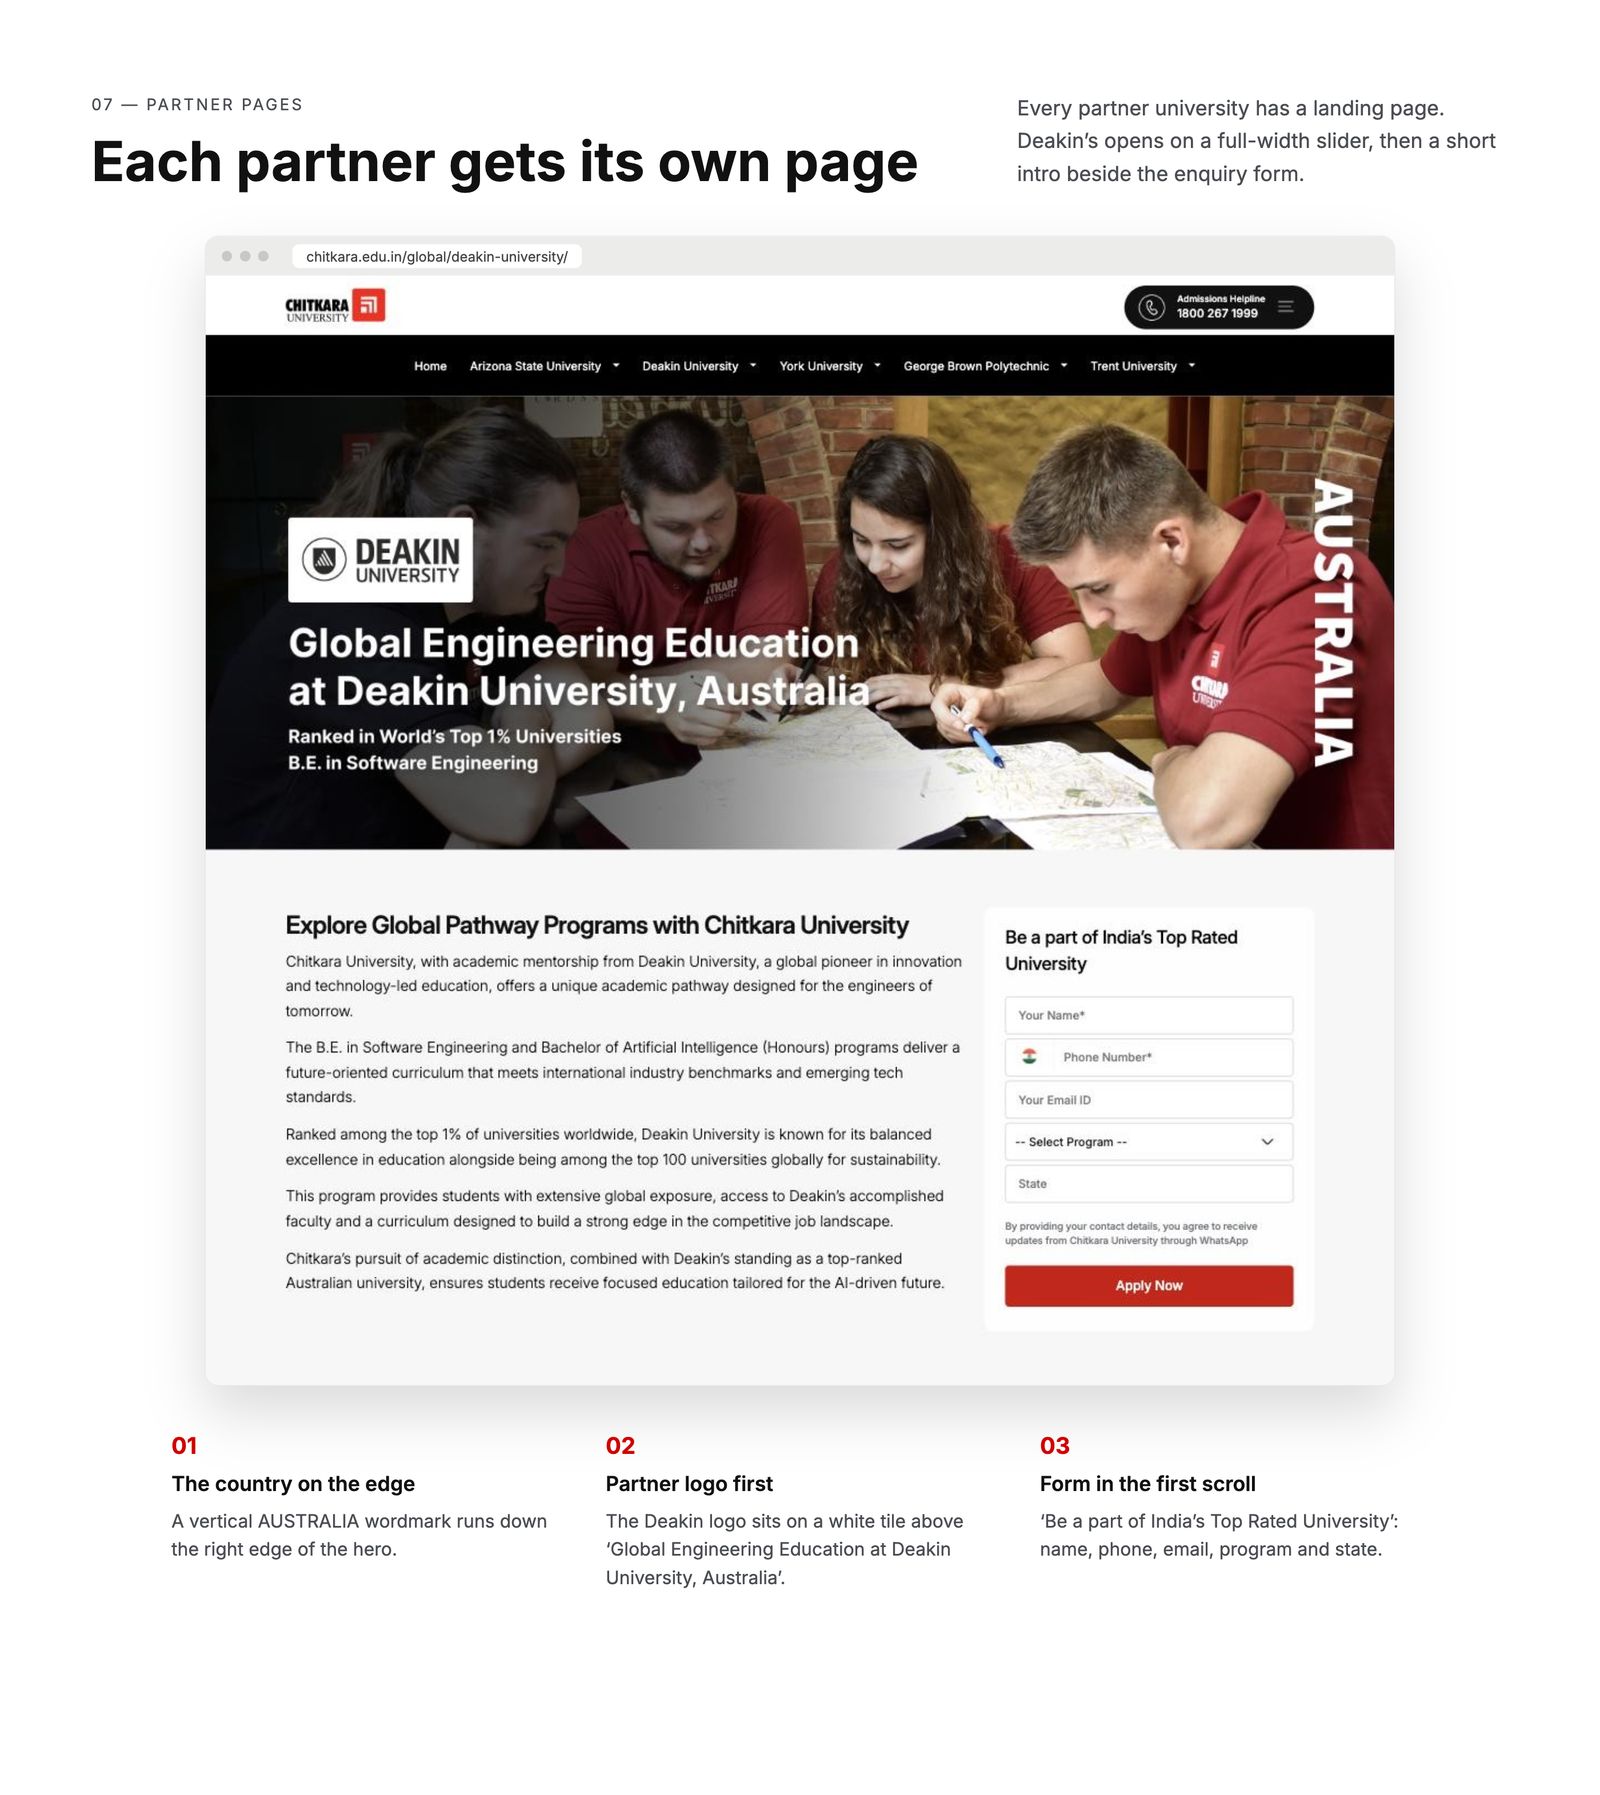 07 — PARTNER PAGES
Each partner gets its own page
Every partner university has a landing page.
Deakin’s opens on a full-width slider, then a short
intro beside the enquiry form.
chitkara.edu.in/global/deakin-university/
CHITKARA
UNIVERSITY
Admissions Helpline
1800 267 1999
Home Arizona State University Deakin University York University George Brown Polytechnic Trent University
AUSTRALIA
DEAKIN
UNIVERSITY
Global Engineering Education
at Deakin University, Australia
Ranked in World’s Top 1% Universities
B.E. in Software Engineering
Explore Global Pathway Programs with Chitkara University
Chitkara University, with academic mentorship from Deakin University, a global pioneer in innovation
and technology-led education, offers a unique academic pathway designed for the engineers of
tomorrow.
The B.E. in Software Engineering and Bachelor of Artificial Intelligence (Honours) programs deliver a
future-oriented curriculum that meets international industry benchmarks and emerging tech
standards.
Ranked among the top 1% of universities worldwide, Deakin University is known for its balanced
excellence in education alongside being among the top 100 universities globally for sustainability.
This program provides students with extensive global exposure, access to Deakin’s accomplished
faculty and a curriculum designed to build a strong edge in the competitive job landscape.
Chitkara’s pursuit of academic distinction, combined with Deakin’s standing as a top-ranked
Australian university, ensures students receive focused education tailored for the AI-driven future.
Be a part of India’s Top Rated
University
Your Name*
Phone Number*
Your Email ID
-- Select Program --
State
By providing your contact details, you agree to receive
updates from Chitkara University through WhatsApp
Apply Now
01
The country on the edge
A vertical AUSTRALIA wordmark runs down
the right edge of the hero.
02
Partner logo first
The Deakin logo sits on a white tile above
‘Global Engineering Education at Deakin
University, Australia’.
03
Form in the first scroll
‘Be a part of India’s Top Rated University’:
name, phone, email, program and state.